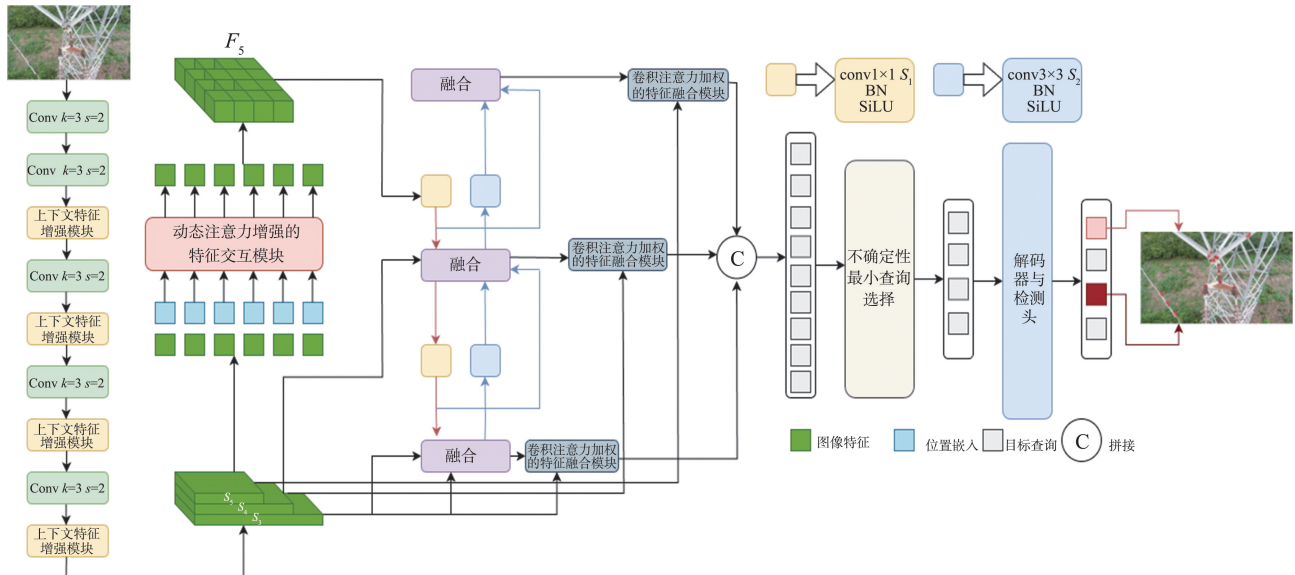 Conv k=3 s=2
Conv k=3 s=2
上下文特征
增强模块
Conv k=3 s=2
上下文特征
增强模块
Conv k=3 s=2
上下文特征
增强模块
Conv k=3 s=2
上下文特征
增强模块
F5
动态注意力增强的
特征交互模块
S5
S4
S3
融合
融合
融合
卷积注意力加权
的特征融合模块
卷积注意力加权
的特征融合模块
卷积注意力加权
的特征融合模块
C
conv1×1 S1
BN
SiLU
conv3×3 S2
BN
SiLU
不确定性
最小查询
选择
解码
器与
检测
头
图像特征
位置嵌入
目标查询
C
拼接